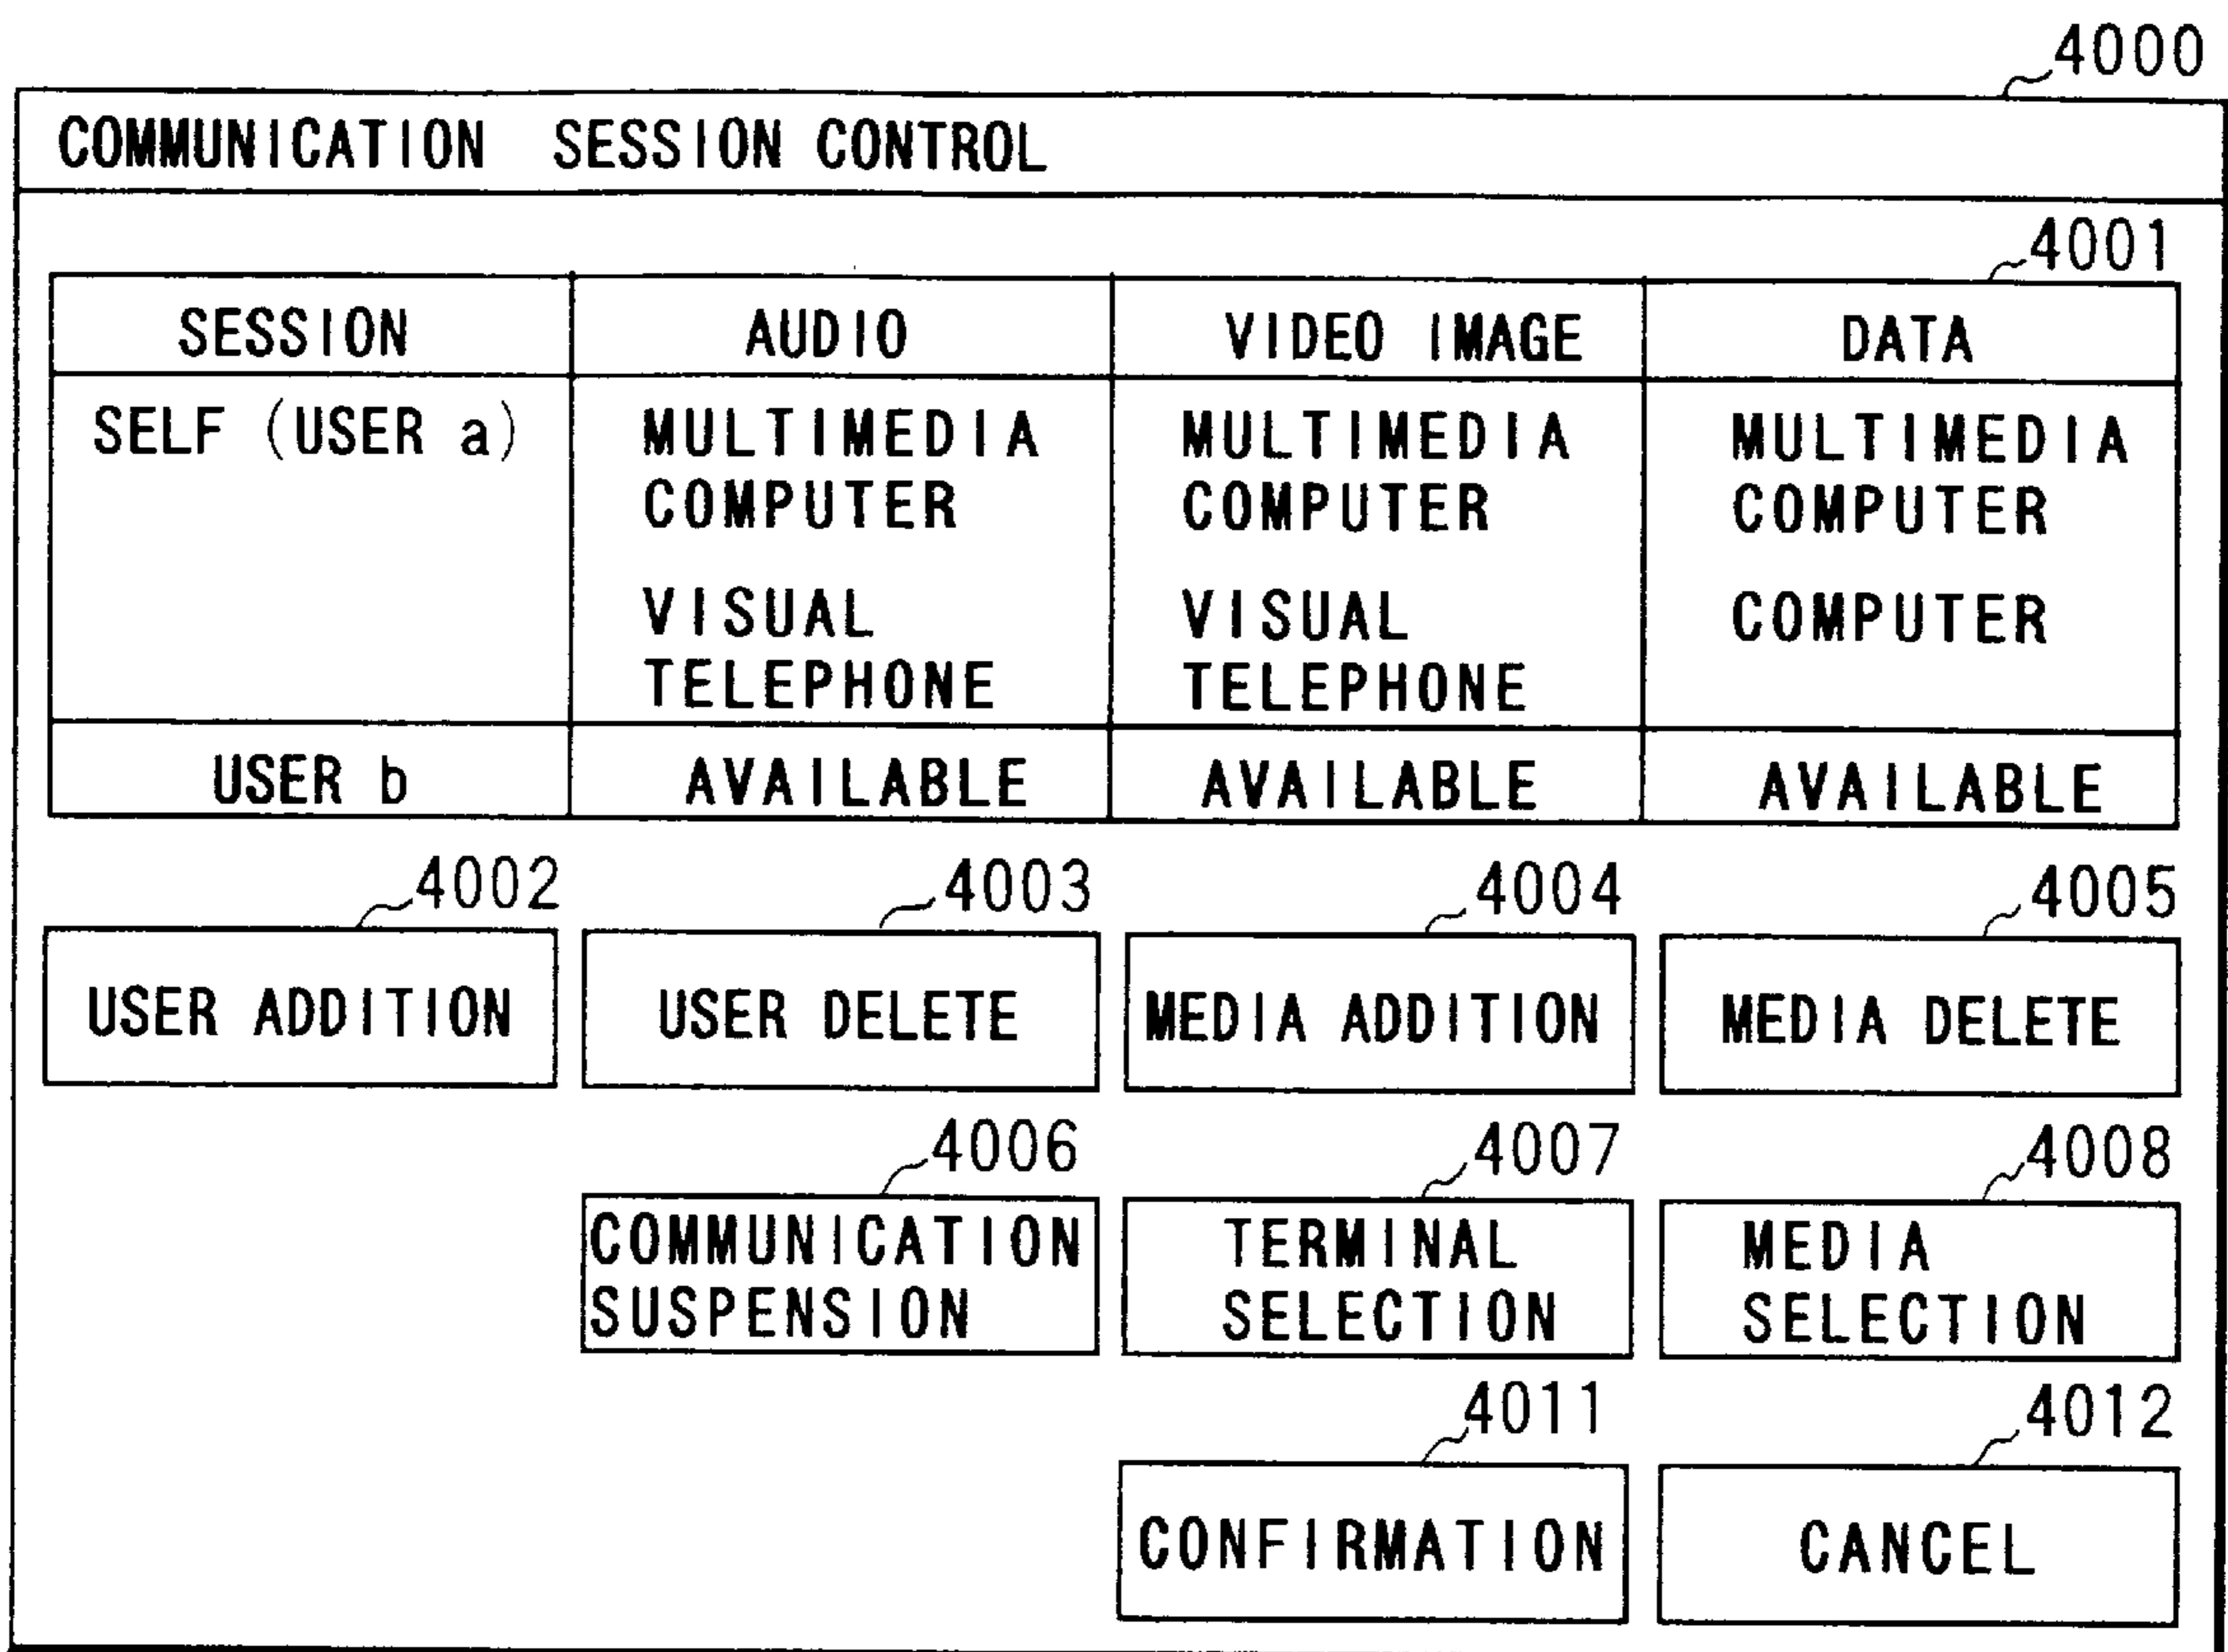 4000
COMMUNICATION SESSION CONTROL
4001
SESSION AUDIO VIDEO IMAGE DATA
SELF (USER a) MULTIMEDIA MULTIMEDIA MULTIMEDIA
COMPUTER COMPUTER COMPUTER
VISUAL VISUAL COMPUTER
TELEPHONE TELEPHONE
USER b AVAILABLE AVAILABLE AVAILABLE
4002 4003 4004 4005
USER ADDITION USER DELETE MEDIA ADDITION MEDIA DELETE
4006 4007 4008
COMMUNICATION TERMINAL MEDIA
SUSPENSION SELECTION SELECTION
4011 4012
CONFIRMATION CANCEL